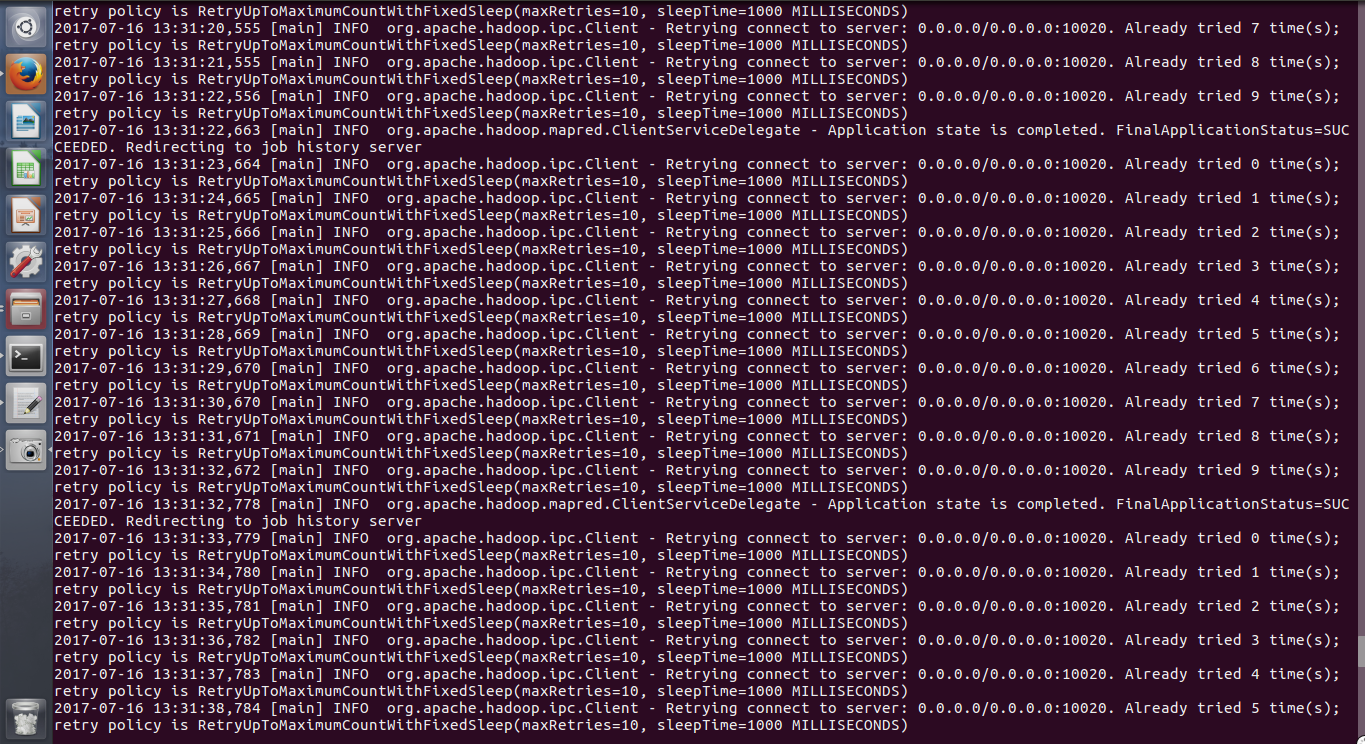 retry policy is RetryUpToMaximumCountWithFixedSleep(maxRetries=10, sleepTime=1000 MILLISECONDS)
2017-07-16 13:31:20,555 [main] INFO  org.apache.hadoop.ipc.Client - Retrying connect to server: 0.0.0.0/0.0.0.0:10020. Already tried 7 time(s);
retry policy is RetryUpToMaximumCountWithFixedSleep(maxRetries=10, sleepTime=1000 MILLISECONDS)
2017-07-16 13:31:21,555 [main] INFO  org.apache.hadoop.ipc.Client - Retrying connect to server: 0.0.0.0/0.0.0.0:10020. Already tried 8 time(s);
retry policy is RetryUpToMaximumCountWithFixedSleep(maxRetries=10, sleepTime=1000 MILLISECONDS)
2017-07-16 13:31:22,556 [main] INFO  org.apache.hadoop.ipc.Client - Retrying connect to server: 0.0.0.0/0.0.0.0:10020. Already tried 9 time(s);
retry policy is RetryUpToMaximumCountWithFixedSleep(maxRetries=10, sleepTime=1000 MILLISECONDS)
2017-07-16 13:31:22,663 [main] INFO  org.apache.hadoop.mapred.ClientServiceDelegate - Application state is completed. FinalApplicationStatus=SUC
CEEDED. Redirecting to job history server
2017-07-16 13:31:23,664 [main] INFO  org.apache.hadoop.ipc.Client - Retrying connect to server: 0.0.0.0/0.0.0.0:10020. Already tried 0 time(s);
retry policy is RetryUpToMaximumCountWithFixedSleep(maxRetries=10, sleepTime=1000 MILLISECONDS)
2017-07-16 13:31:24,665 [main] INFO  org.apache.hadoop.ipc.Client - Retrying connect to server: 0.0.0.0/0.0.0.0:10020. Already tried 1 time(s);
retry policy is RetryUpToMaximumCountWithFixedSleep(maxRetries=10, sleepTime=1000 MILLISECONDS)
2017-07-16 13:31:25,666 [main] INFO  org.apache.hadoop.ipc.Client - Retrying connect to server: 0.0.0.0/0.0.0.0:10020. Already tried 2 time(s);
retry policy is RetryUpToMaximumCountWithFixedSleep(maxRetries=10, sleepTime=1000 MILLISECONDS)
2017-07-16 13:31:26,667 [main] INFO  org.apache.hadoop.ipc.Client - Retrying connect to server: 0.0.0.0/0.0.0.0:10020. Already tried 3 time(s);
retry policy is RetryUpToMaximumCountWithFixedSleep(maxRetries=10, sleepTime=1000 MILLISECONDS)
2017-07-16 13:31:27,668 [main] INFO  org.apache.hadoop.ipc.Client - Retrying connect to server: 0.0.0.0/0.0.0.0:10020. Already tried 4 time(s);
retry policy is RetryUpToMaximumCountWithFixedSleep(maxRetries=10, sleepTime=1000 MILLISECONDS)
2017-07-16 13:31:28,669 [main] INFO  org.apache.hadoop.ipc.Client - Retrying connect to server: 0.0.0.0/0.0.0.0:10020. Already tried 5 time(s);
retry policy is RetryUpToMaximumCountWithFixedSleep(maxRetries=10, sleepTime=1000 MILLISECONDS)
2017-07-16 13:31:29,670 [main] INFO  org.apache.hadoop.ipc.Client - Retrying connect to server: 0.0.0.0/0.0.0.0:10020. Already tried 6 time(s);
retry policy is RetryUpToMaximumCountWithFixedSleep(maxRetries=10, sleepTime=1000 MILLISECONDS)
2017-07-16 13:31:30,670 [main] INFO  org.apache.hadoop.ipc.Client - Retrying connect to server: 0.0.0.0/0.0.0.0:10020. Already tried 7 time(s);
retry policy is RetryUpToMaximumCountWithFixedSleep(maxRetries=10, sleepTime=1000 MILLISECONDS)
2017-07-16 13:31:31,671 [main] INFO  org.apache.hadoop.ipc.Client - Retrying connect to server: 0.0.0.0/0.0.0.0:10020. Already tried 8 time(s);
retry policy is RetryUpToMaximumCountWithFixedSleep(maxRetries=10, sleepTime=1000 MILLISECONDS)
2017-07-16 13:31:32,672 [main] INFO  org.apache.hadoop.ipc.Client - Retrying connect to server: 0.0.0.0/0.0.0.0:10020. Already tried 9 time(s);
retry policy is RetryUpToMaximumCountWithFixedSleep(maxRetries=10, sleepTime=1000 MILLISECONDS)
2017-07-16 13:31:32,778 [main] INFO  org.apache.hadoop.mapred.ClientServiceDelegate - Application state is completed. FinalApplicationStatus=SUC
CEEDED. Redirecting to job history server
2017-07-16 13:31:33,779 [main] INFO  org.apache.hadoop.ipc.Client - Retrying connect to server: 0.0.0.0/0.0.0.0:10020. Already tried 0 time(s);
retry policy is RetryUpToMaximumCountWithFixedSleep(maxRetries=10, sleepTime=1000 MILLISECONDS)
2017-07-16 13:31:34,780 [main] INFO  org.apache.hadoop.ipc.Client - Retrying connect to server: 0.0.0.0/0.0.0.0:10020. Already tried 1 time(s);
retry policy is RetryUpToMaximumCountWithFixedSleep(maxRetries=10, sleepTime=1000 MILLISECONDS)
2017-07-16 13:31:35,781 [main] INFO  org.apache.hadoop.ipc.Client - Retrying connect to server: 0.0.0.0/0.0.0.0:10020. Already tried 2 time(s);
retry policy is RetryUpToMaximumCountWithFixedSleep(maxRetries=10, sleepTime=1000 MILLISECONDS)
2017-07-16 13:31:36,782 [main] INFO  org.apache.hadoop.ipc.Client - Retrying connect to server: 0.0.0.0/0.0.0.0:10020. Already tried 3 time(s);
retry policy is RetryUpToMaximumCountWithFixedSleep(maxRetries=10, sleepTime=1000 MILLISECONDS)
2017-07-16 13:31:37,783 [main] INFO  org.apache.hadoop.ipc.Client - Retrying connect to server: 0.0.0.0/0.0.0.0:10020. Already tried 4 time(s);
retry policy is RetryUpToMaximumCountWithFixedSleep(maxRetries=10, sleepTime=1000 MILLISECONDS)
2017-07-16 13:31:38,784 [main] INFO  org.apache.hadoop.ipc.Client - Retrying connect to server: 0.0.0.0/0.0.0.0:10020. Already tried 5 time(s);
retry policy is RetryUpToMaximumCountWithFixedSleep(maxRetries=10, sleepTime=1000 MILLISECONDS)